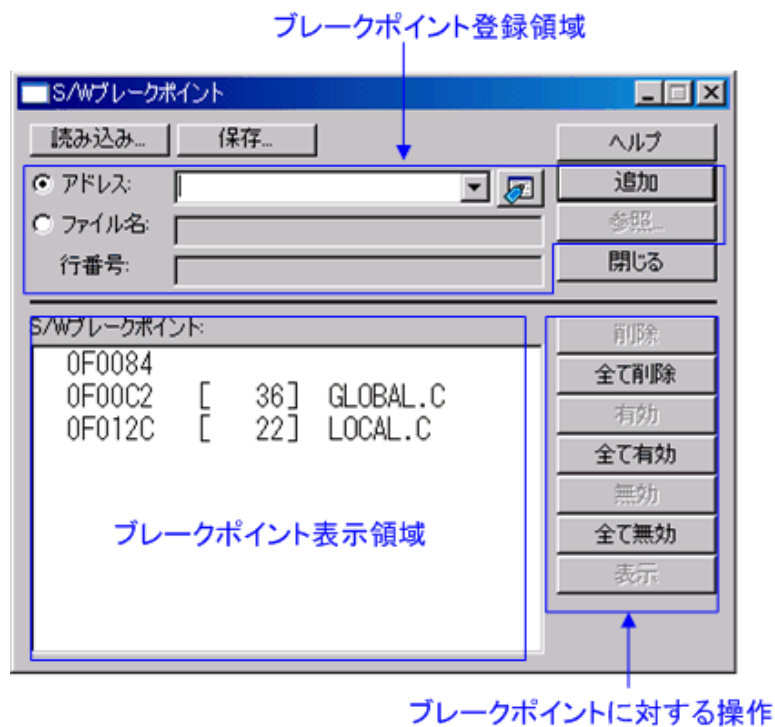 ブレークポイント登録領域
S/Wブレークポイント
読み込み... 保存... ヘルプ
アドレス: 追加
ファイル名: 参照...
行番号: 閉じる
S/Wブレークポイント:
0F0084
0F00C2 [ 36] GLOBAL.C
0F012C [ 22] LOCAL.C
ブレークポイント表示領域
削除
全て削除
有効
全て有効
無効
全て無効
表示
ブレークポイントに対する操作